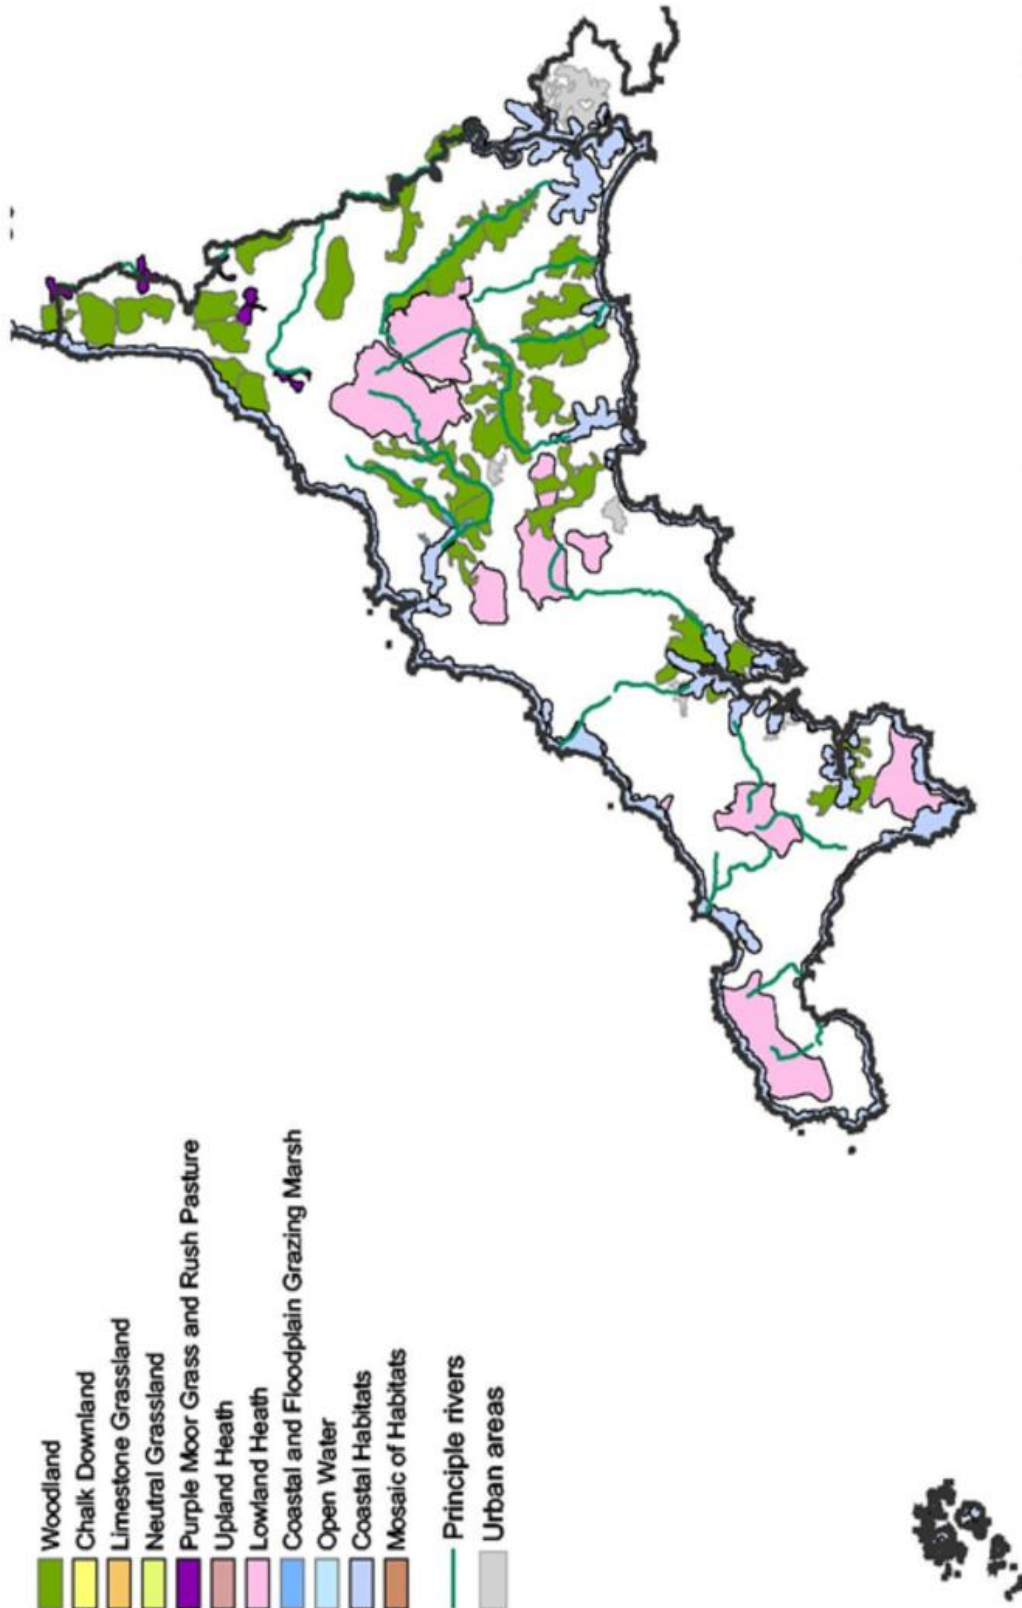 Woodland
Chalk Downland
Limestone Grassland
Neutral Grassland
Purple Moor Grass and Rush Pasture
Upland Heath
Lowland Heath
Coastal and Floodplain Grazing Marsh
Open Water
Coastal Habitats
Mosaic of Habitats
Principle rivers
Urban areas